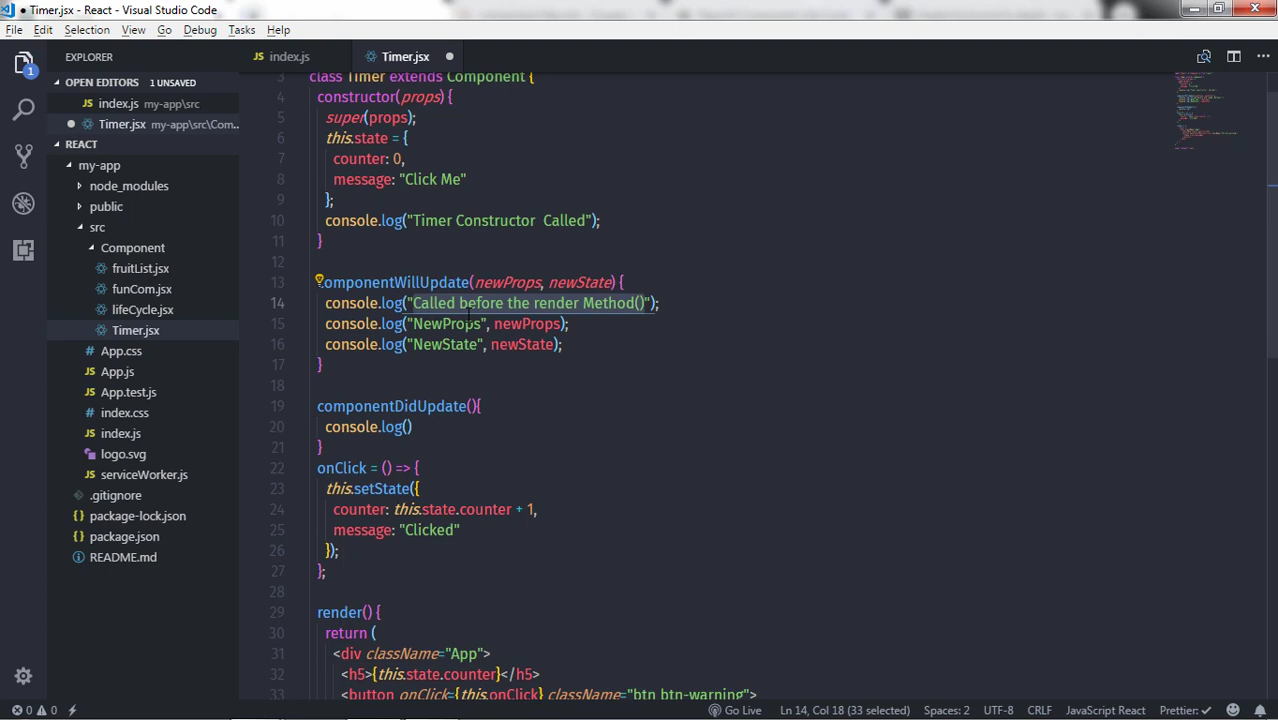 Timer.jsx - React - Visual Studio Code
File Edit Selection View Go Debug Tasks Help
EXPLORER
index.js
Timer.jsx
1
OPEN EDITORS 1 UNSAVED
index.js my-app\src
Timer.jsx my-app\src\Com...
REACT
my-app
node_modules
public
src
Component
fruitList.jsx
funCom.jsx
lifeCycle.jsx
Timer.jsx
App.css
App.js
App.test.js
index.css
index.js
logo.svg
serviceWorker.js
.gitignore
package-lock.json
package.json
README.md
3 class Timer extends Component {
4 constructor(props) {
5 super(props);
6 this.state = {
7 counter: 0,
8 message: "Click Me"
9 };
10 console.log("Timer Constructor  Called");
11 }
12
13 omponentWillUpdate(newProps, newState) {
14 console.log("Called before the render Method()");
15 console.log("NewProps", newProps);
16 console.log("NewState", newState);
17 }
18
19 componentDidUpdate(){
20 console.log()
21 }
22 onClick = () => {
23 this.setState({
24 counter: this.state.counter + 1,
25 message: "Clicked"
26 });
27 };
28
29 render() {
30 return (
31 <div className="App">
32 <h5>{this.state.counter}</h5>
33 <button onClick={this.onClick} className="btn btn-warning">
0 0 Go Live Ln 14, Col 18 (33 selected) Spaces: 2 UTF-8 CRLF JavaScript React Prettier: ✓